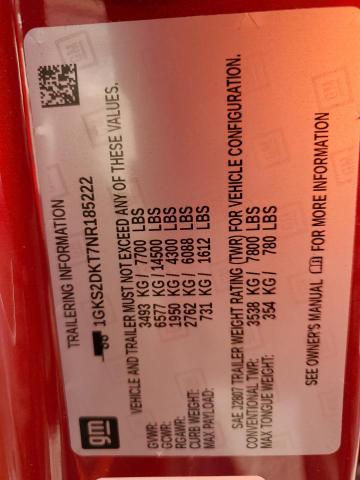 TRAILERING INFORMATION
1GKS2DKT7NR185222
gm
VEHICLE AND TRAILER MUST NOT EXCEED ANY OF THESE VALUES.
GVWR: 3493 KG / 7700 LBS
GCWR: 6577 KG / 14500 LBS
RGAWR: 1950 KG / 4300 LBS
CURB WEIGHT: 2762 KG / 6088 LBS
MAX PAYLOAD: 731 KG / 1612 LBS
SAE J2807 TRAILER WEIGHT RATING (TWR) FOR VEHICLE CONFIGURATION.
CONVENTIONAL TWR: 3538 KG / 7800 LBS
MAX TONGUE WEIGHT: 354 KG / 780 LBS
SEE OWNER'S MANUAL FOR MORE INFORMATION